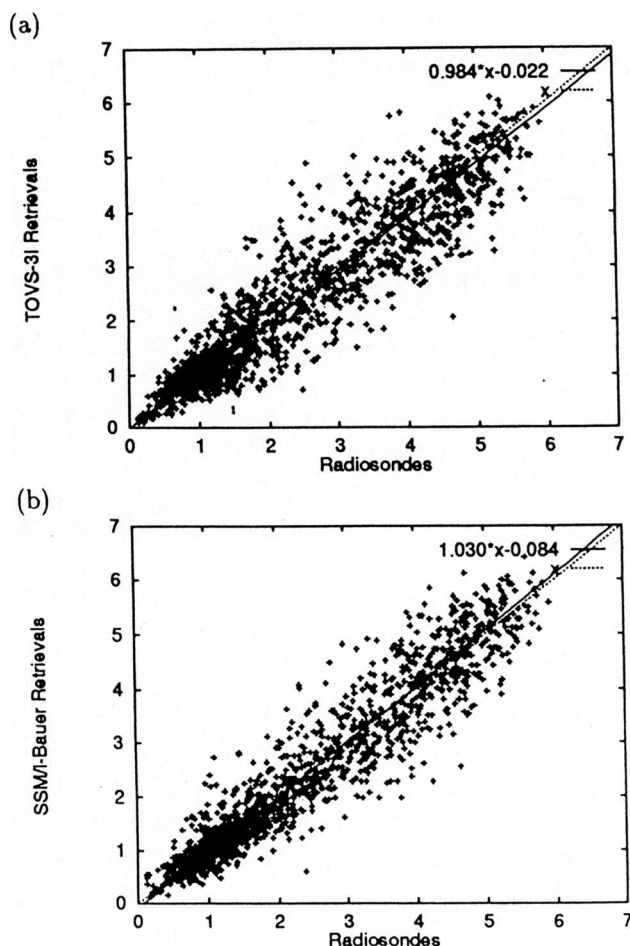 (a)
7
6
5
4
3
2
1
0
0.984*x-0.022
x
TOVS-3I Retrievals
0 1 2 3 4 5 6 7
Radiosondes
(b)
7
6
5
4
3
2
1
0
1.030*x-0.084
x
SSM/I-Bauer Retrievals
0 1 2 3 4 5 6 7
Radiosondes